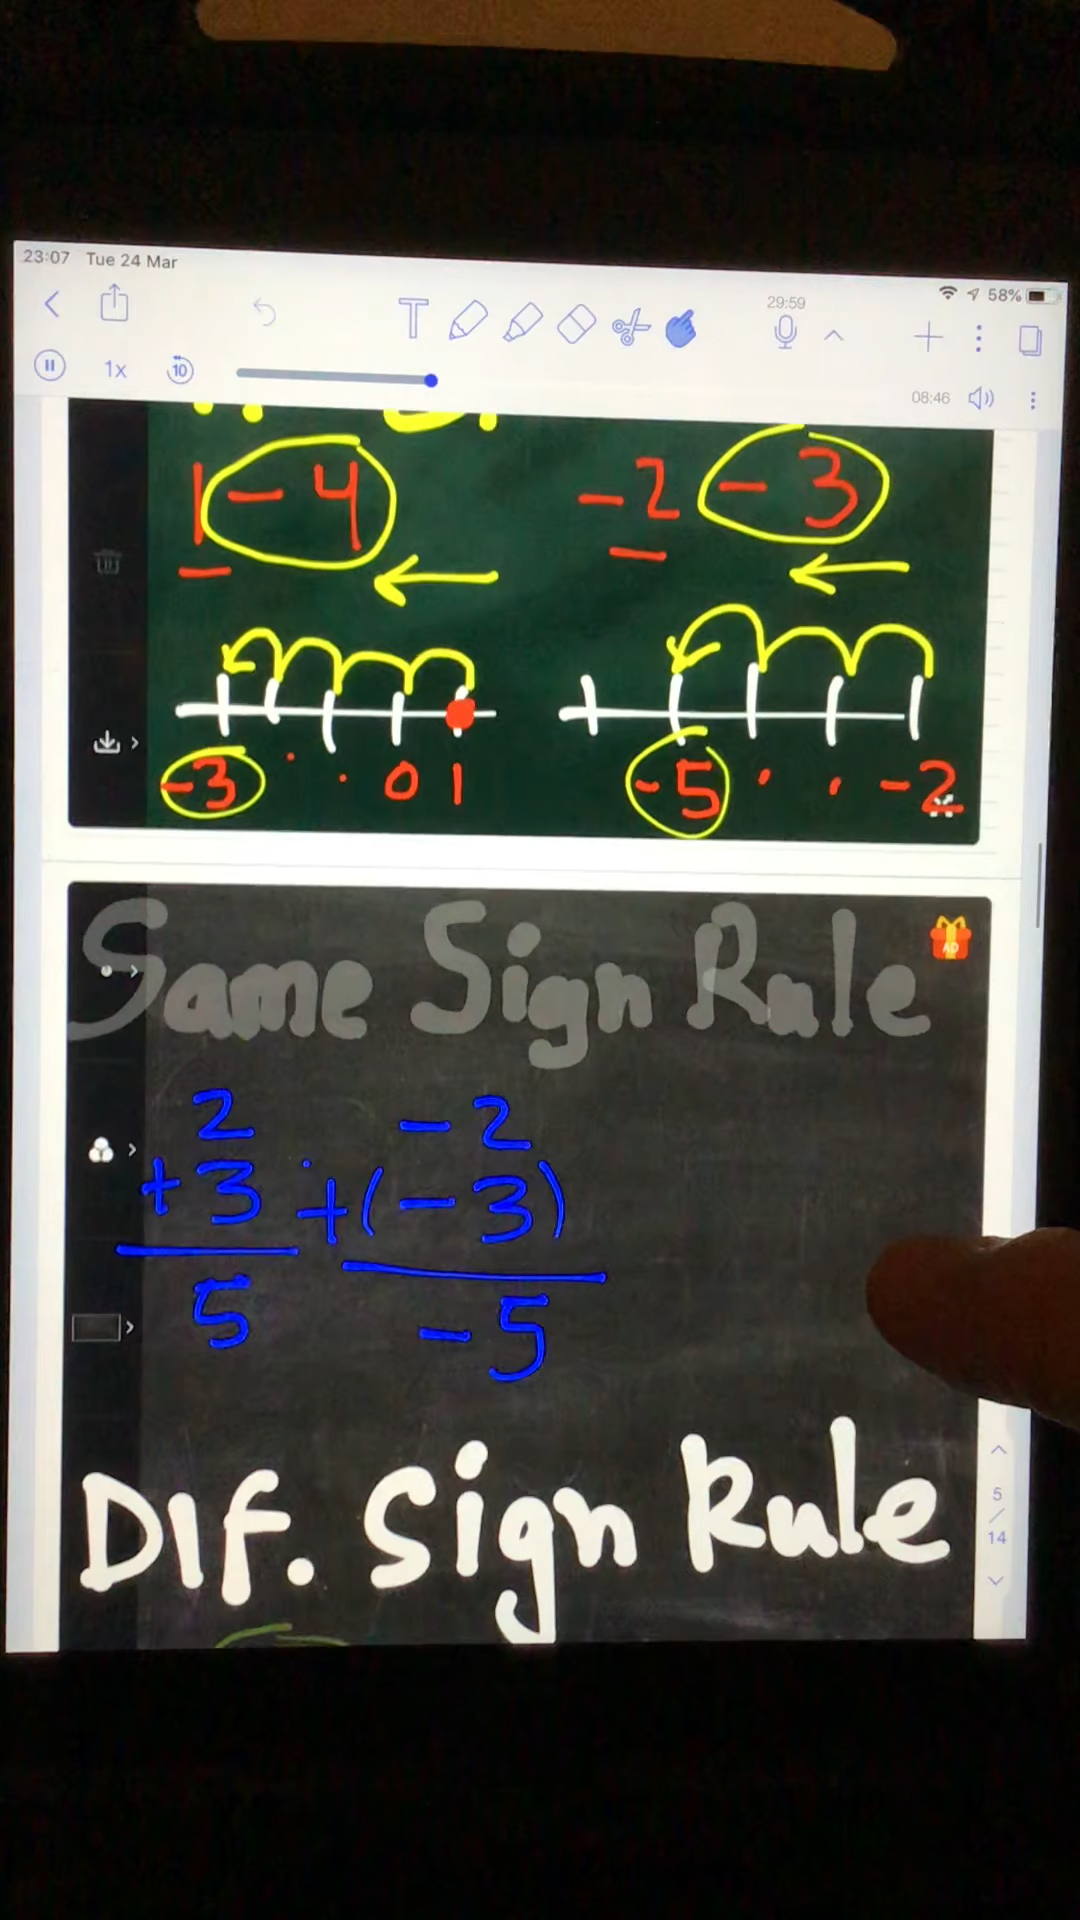 23:07 Tue 24 Mar
58%
29:59
1x
10
08:46
1 - 4
-2 - 3
-3 . . 0 1
-5 . . -2
Same Sign Rule
AD
2
+ 3
5
- 2
+ (- 3)
- 5
Dif. Sign Rule
5
/
14